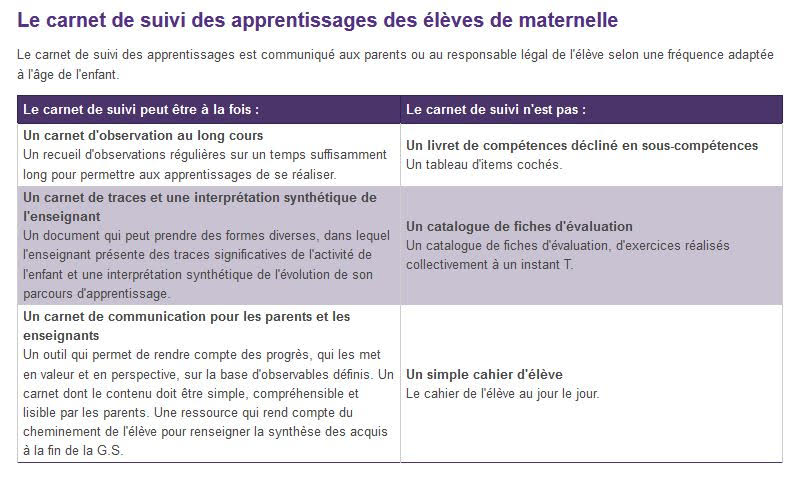 Le carnet de suivi des apprentissages des élèves de maternelle
Le carnet de suivi des apprentissages est communiqué aux parents ou au responsable légal de l'élève selon une fréquence adaptée
à l'âge de l'enfant.
Le carnet de suivi peut être à la fois :
Le carnet de suivi n'est pas :
Un carnet d'observation au long cours
Un recueil d'observations régulières sur un temps suffisamment
long pour permettre aux apprentissages de se réaliser.
Un livret de compétences décliné en sous-compétences
Un tableau d'items cochés.
Un carnet de traces et une interprétation synthétique de
l'enseignant
Un document qui peut prendre des formes diverses, dans lequel
l'enseignant présente des traces significatives de l'activité de
l'enfant et une interprétation synthétique de l'évolution de son
parcours d'apprentissage.
Un catalogue de fiches d'évaluation
Un catalogue de fiches d'évaluation, d'exercices réalisés
collectivement à un instant T.
Un carnet de communication pour les parents et les
enseignants
Un outil qui permet de rendre compte des progrès, qui les met
en valeur et en perspective, sur la base d'observables définis. Un
carnet dont le contenu doit être simple, compréhensible et
lisible par les parents. Une ressource qui rend compte du
cheminement de l'élève pour renseigner la synthèse des acquis
à la fin de la G.S.
Un simple cahier d'élève
Le cahier de l'élève au jour le jour.